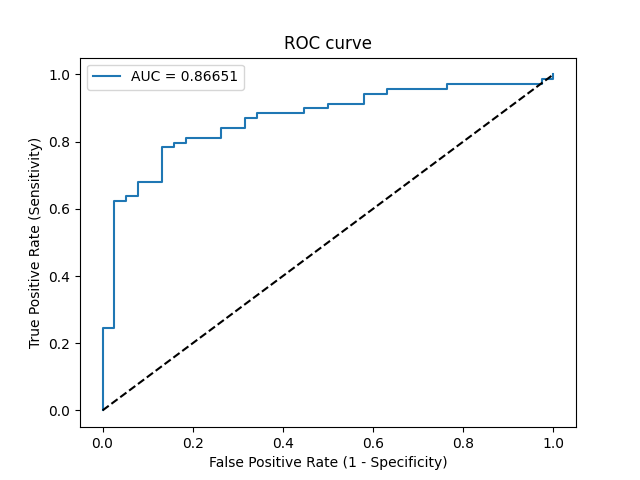 ROC curve
AUC = 0.86651
True Positive Rate (Sensitivity)
1.0
0.8
0.6
0.4
0.2
0.0
0.0 0.2 0.4 0.6 0.8 1.0
False Positive Rate (1 - Specificity)